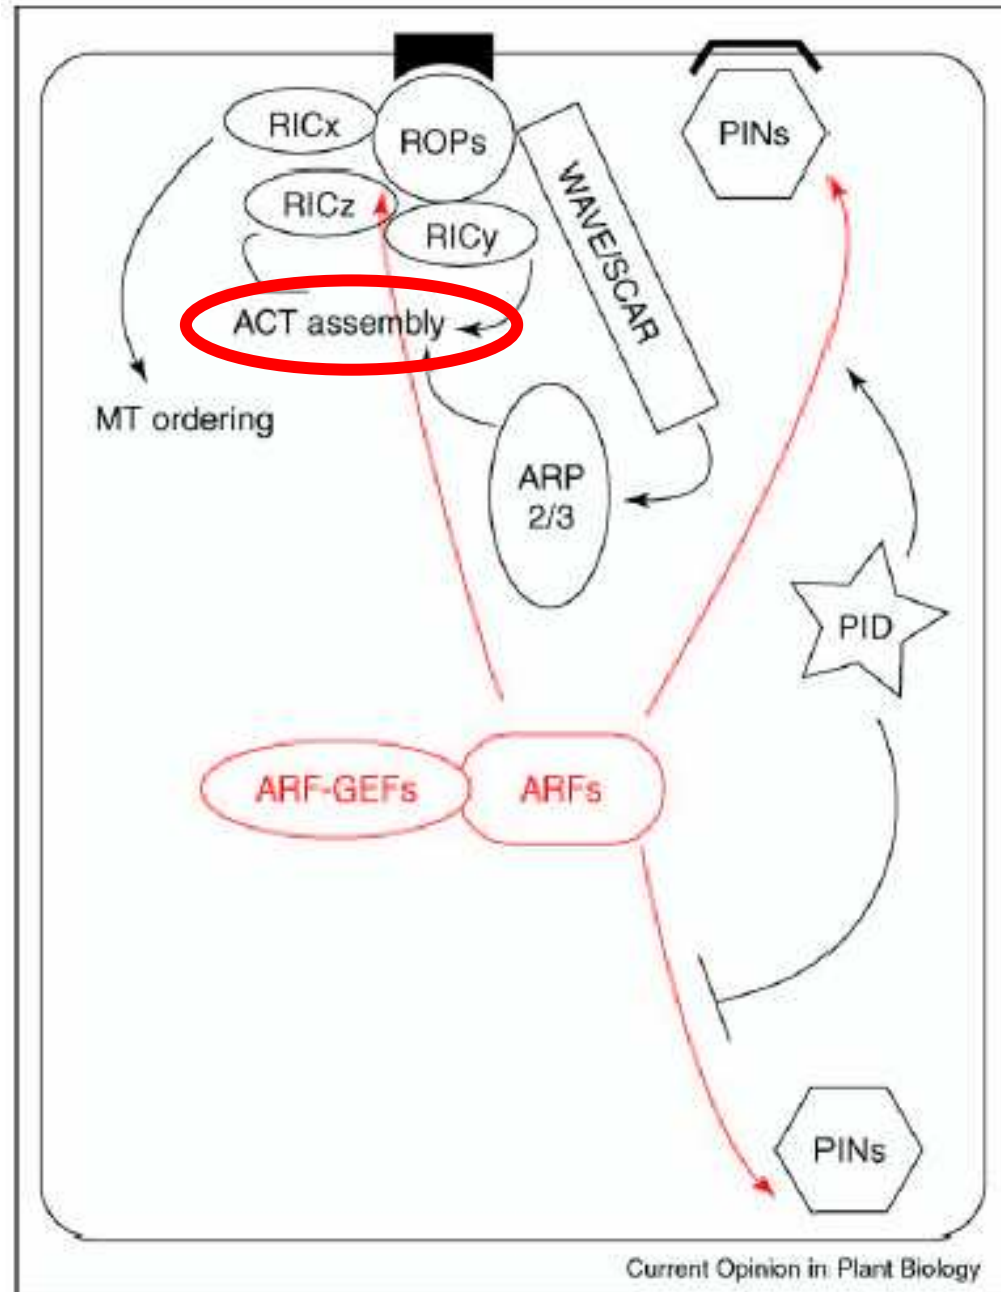 RICx
ROPs
PINs
RICz
RICy
WAVE/SCAR
ACT assembly
MT ordering
ARP
2/3
PID
ARF-GEFs
ARFs
PINs
Current Opinion in Plant Biology